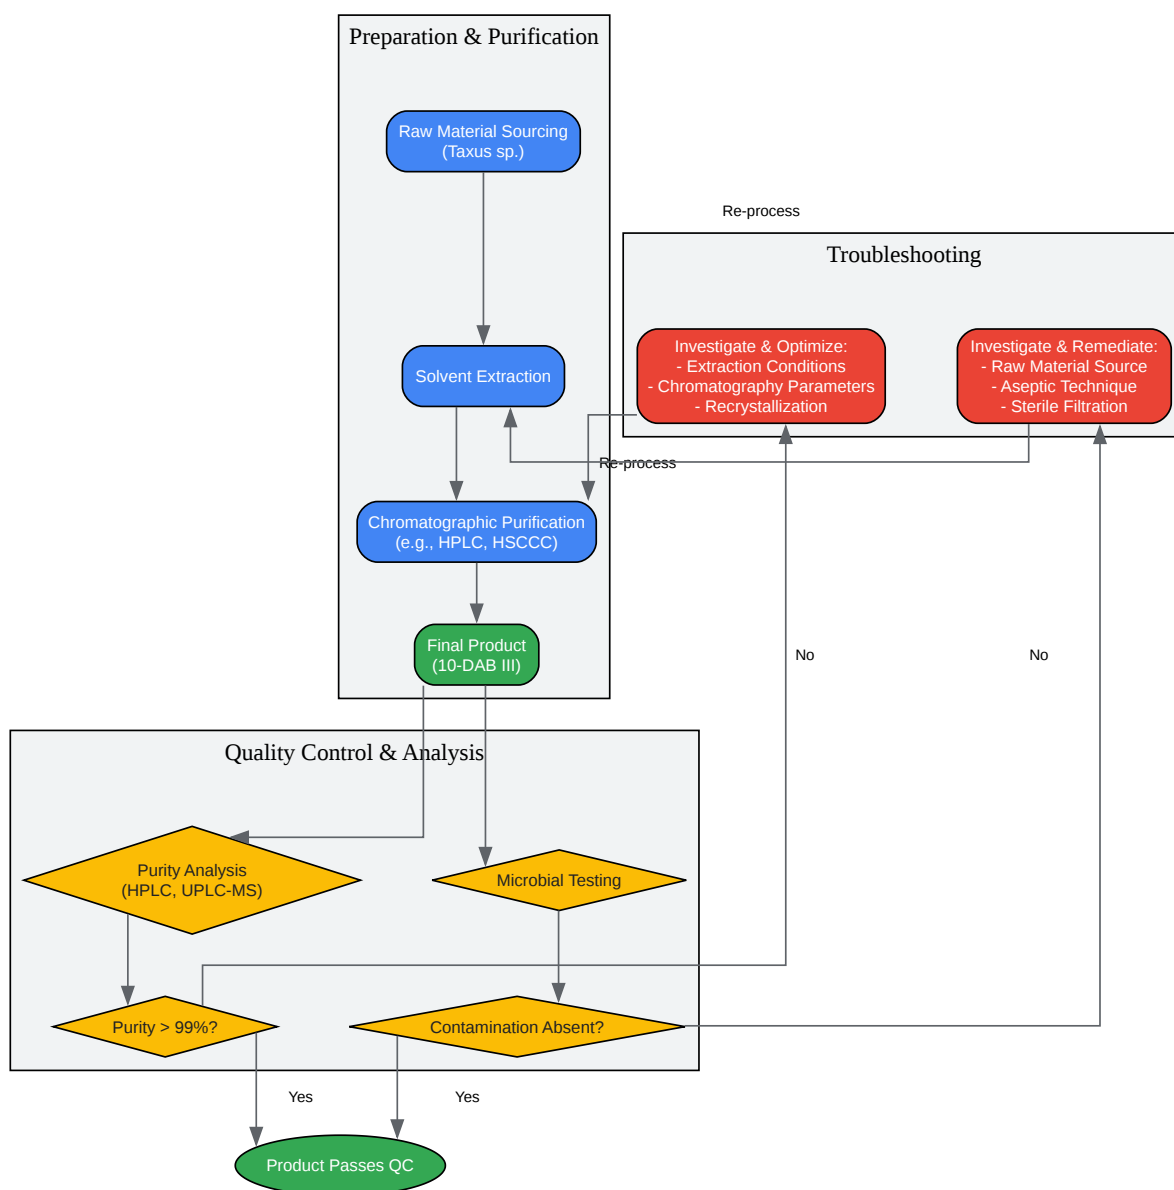 Preparation & Purification
Raw Material Sourcing
(Taxus sp.)
Re-process
Troubleshooting
Investigate & Optimize:
- Extraction Conditions
- Chromatography Parameters
- Recrystallization
Investigate & Remediate:
- Raw Material Source
- Aseptic Technique
- Sterile Filtration
Solvent Extraction
Re-process
Chromatographic Purification
(e.g., HPLC, HSCCC)
Final Product
(10-DAB III)
No
No
Quality Control & Analysis
Purity Analysis
(HPLC, UPLC-MS)
Microbial Testing
Purity > 99%?
Contamination Absent?
Yes
Yes
Product Passes QC